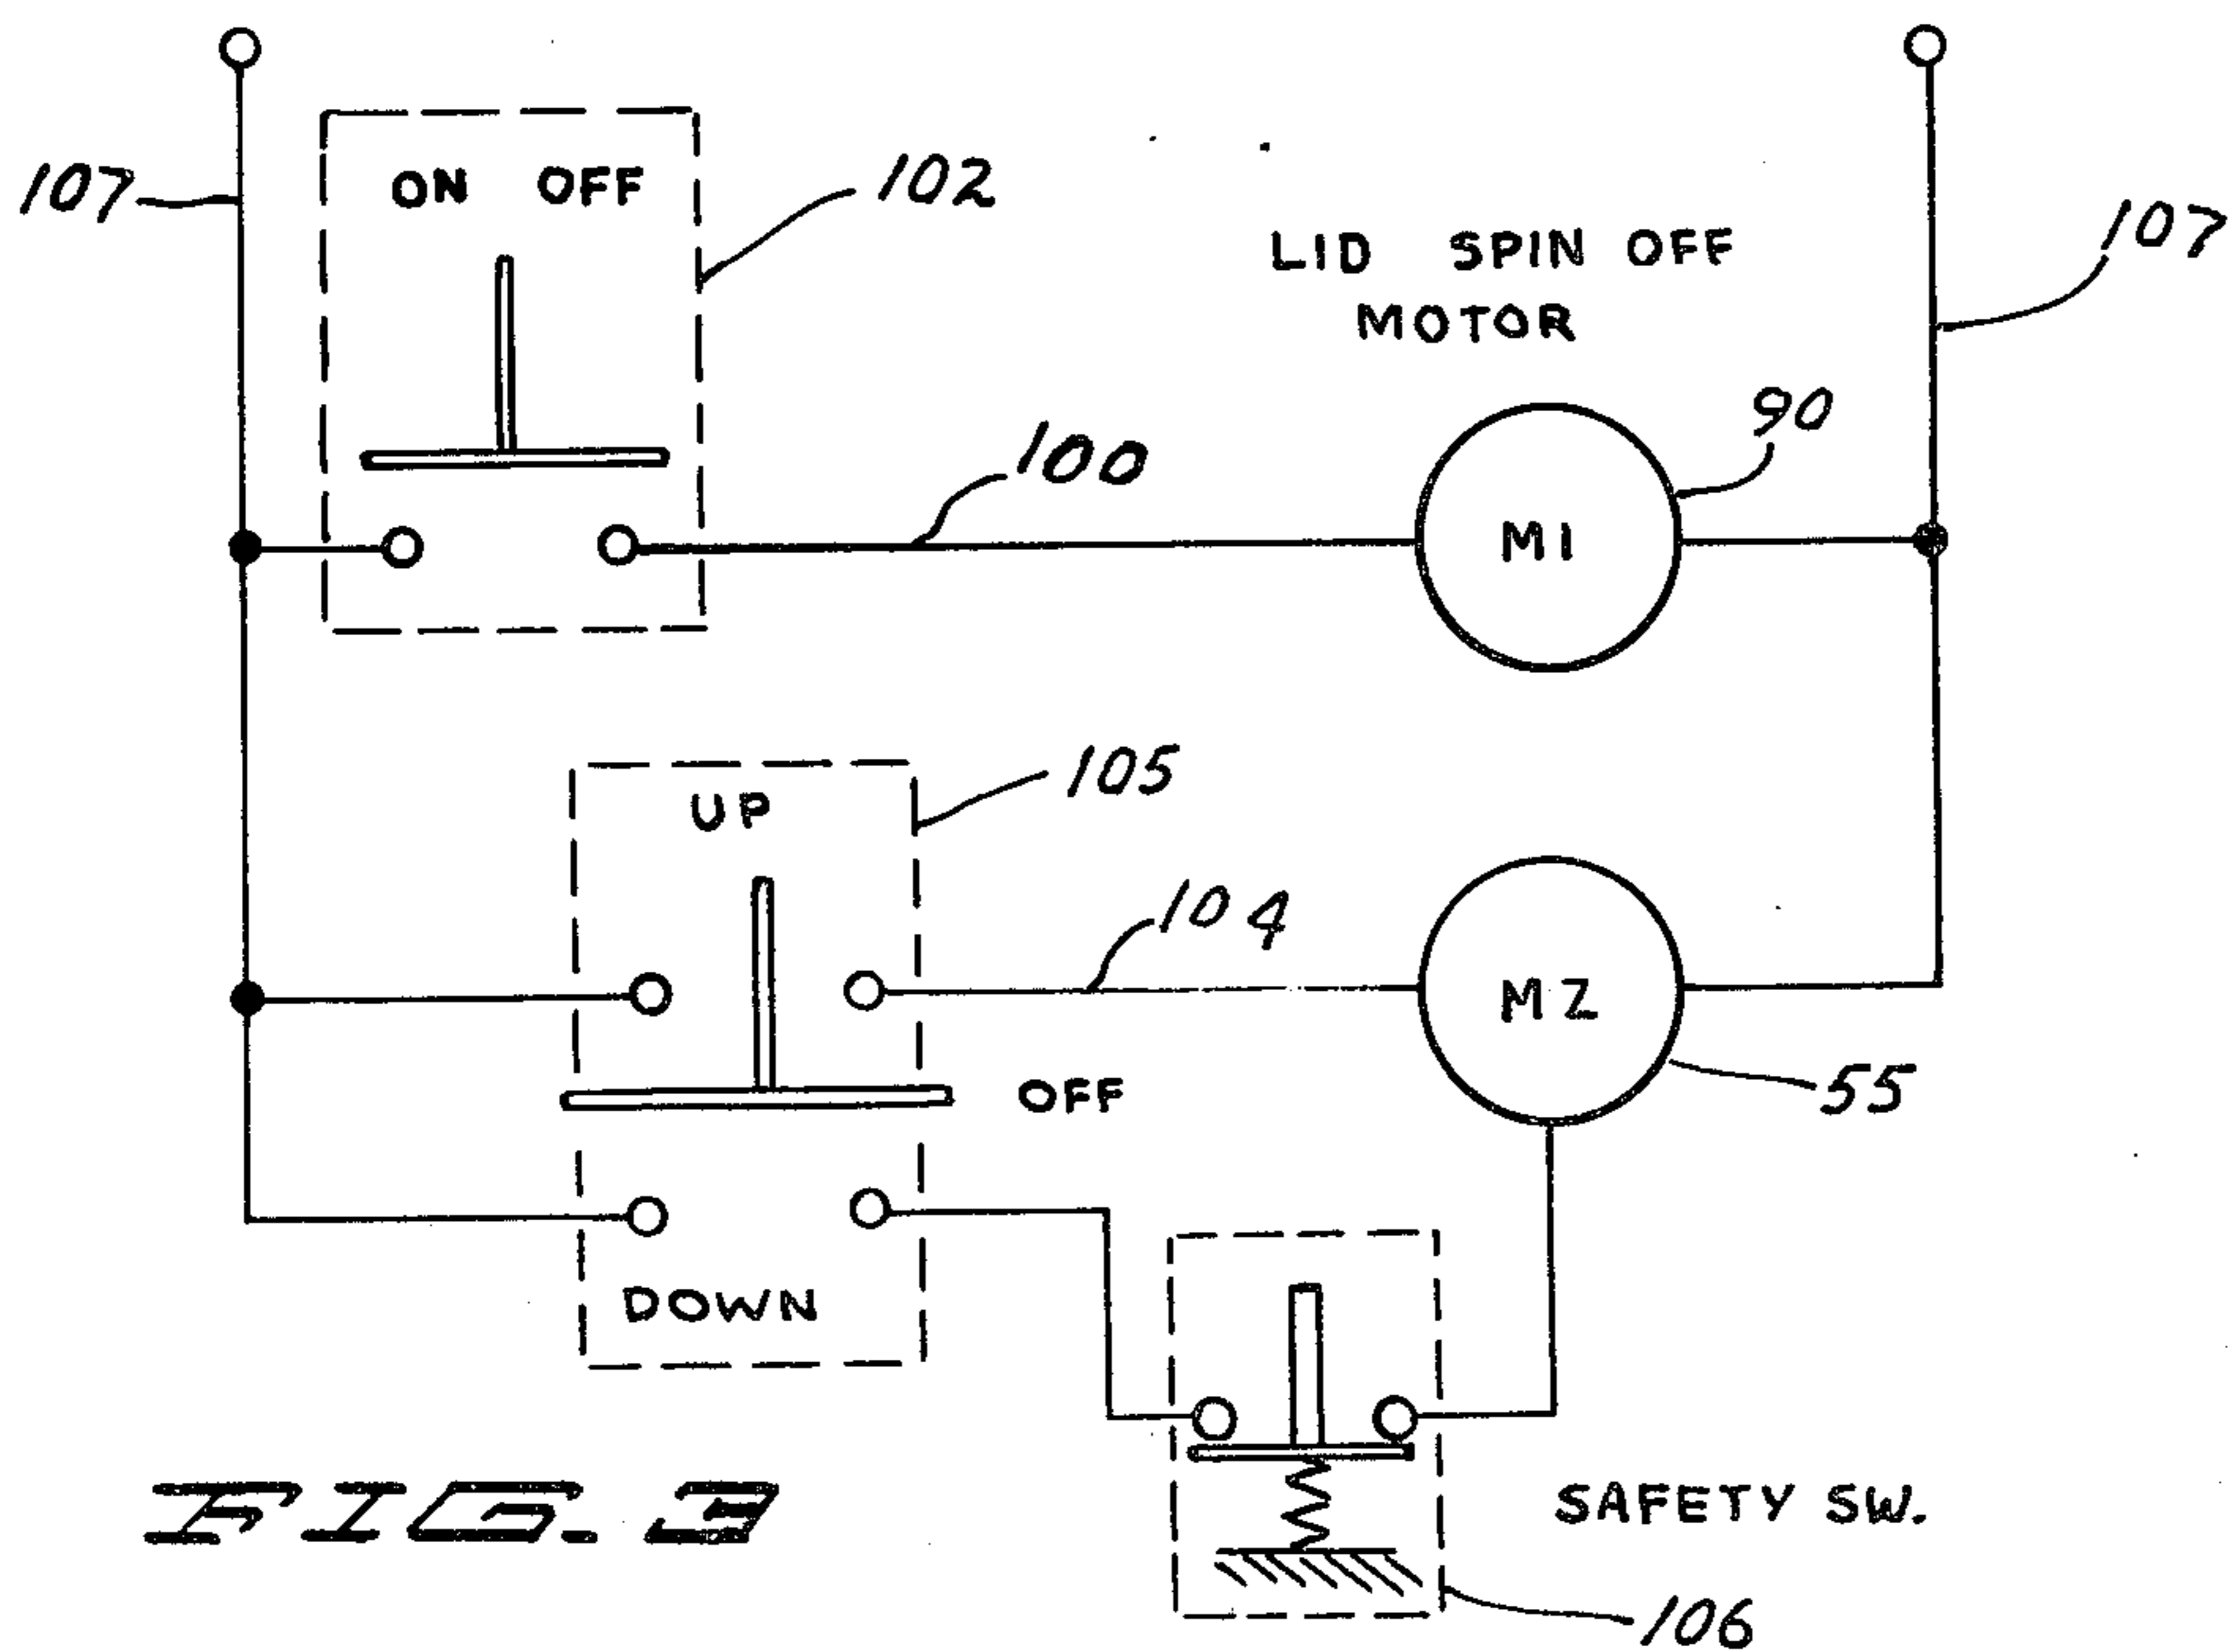 107
ON OFF
102
LID SPIN OFF
MOTOR
107
90
100
M1
105
UP
104
M2
55
OFF
DOWN
SAFETY SW.
FIG. 3
106